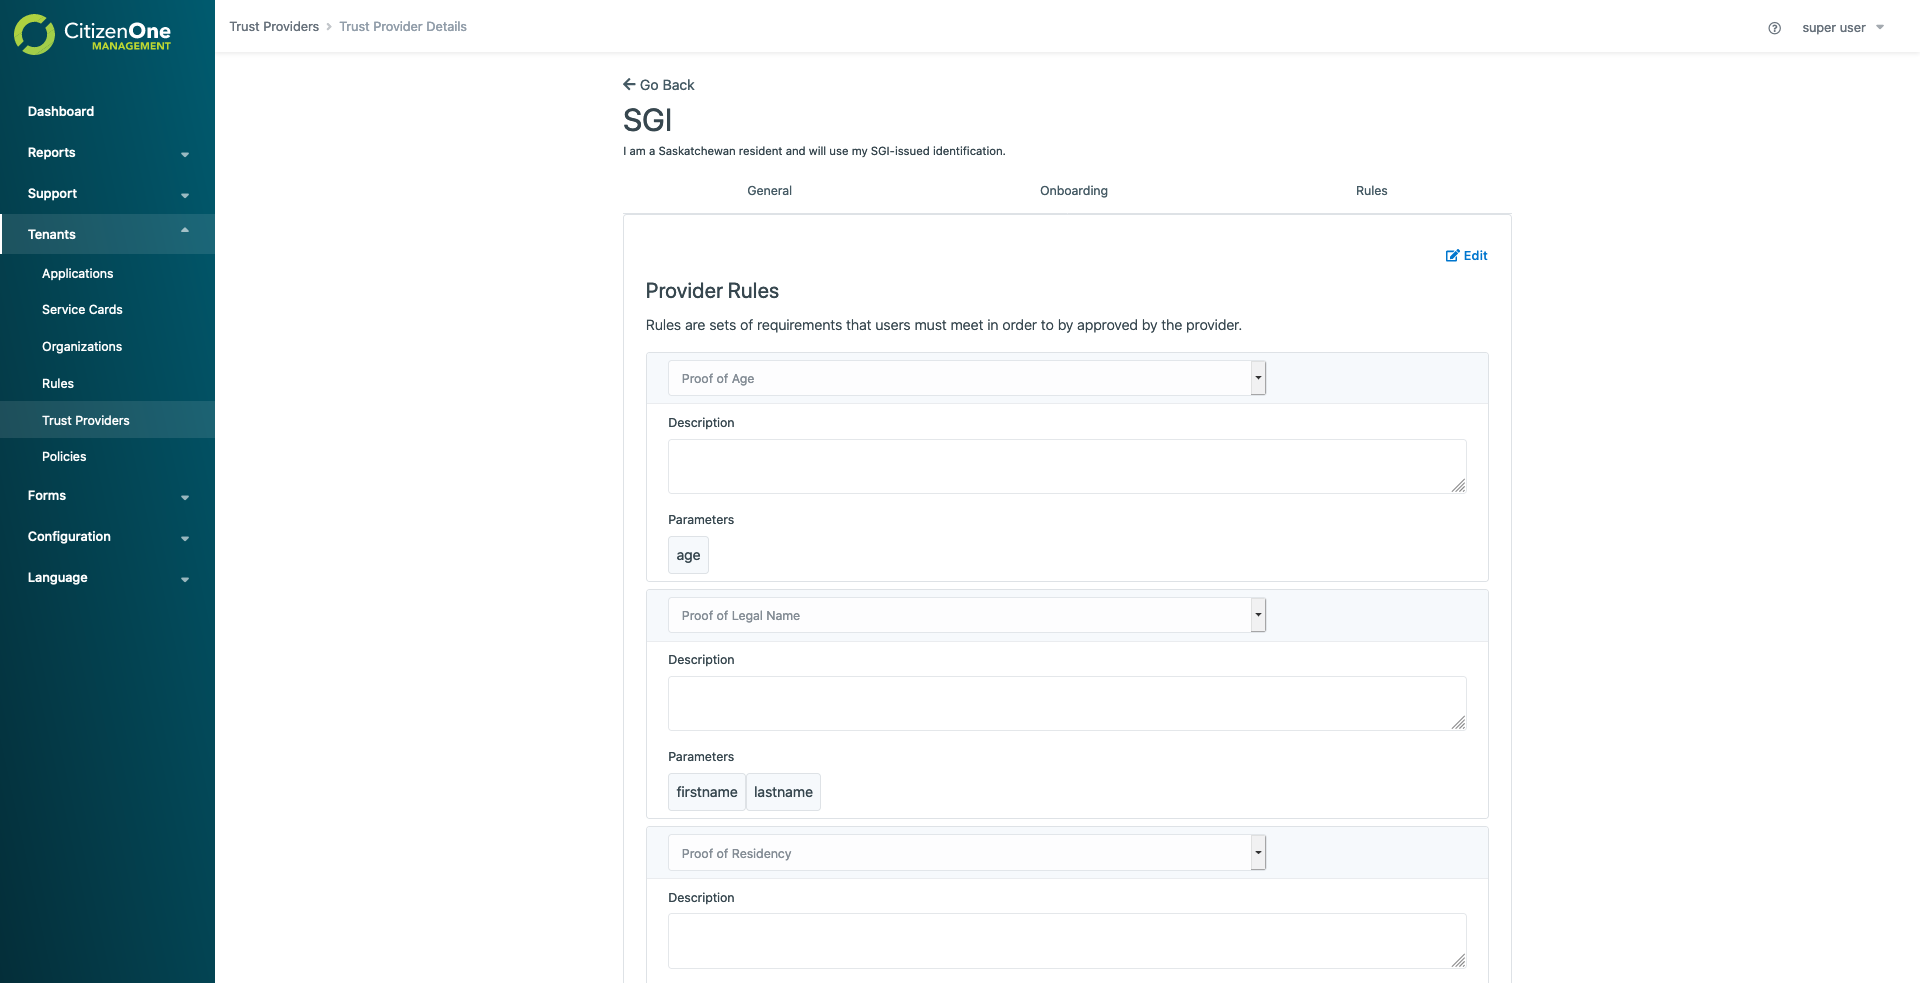 CitizenOne
MANAGEMENT
Trust Providers > Trust Provider Details
super user
Dashboard
Reports
Support
Tenants
Applications
Service Cards
Organizations
Rules
Trust Providers
Policies
Forms
Configuration
Language
Go Back
SGI
I am a Saskatchewan resident and will use my SGI-issued identification.
General Onboarding Rules
Edit
Provider Rules
Rules are sets of requirements that users must meet in order to by approved by the provider.
Proof of Age
Description
Parameters
age
Proof of Legal Name
Description
Parameters
firstname lastname
Proof of Residency
Description